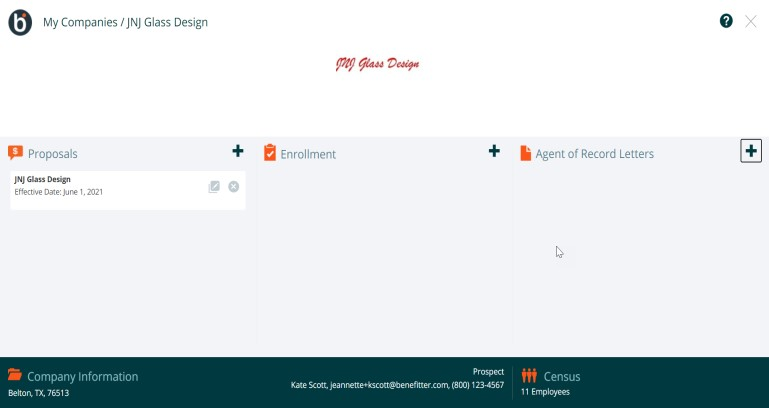 b
My Companies / JNJ Glass Design
?
JNJ Glass Design
$ Proposals
Enrollment
Agent of Record Letters
JNJ Glass Design
Effective Date: June 1, 2021
Company Information
Belton, TX, 76513
Prospect
Kate Scott, jeannette+kscott@benefitter.com, (800) 123-4567
Census
11 Employees